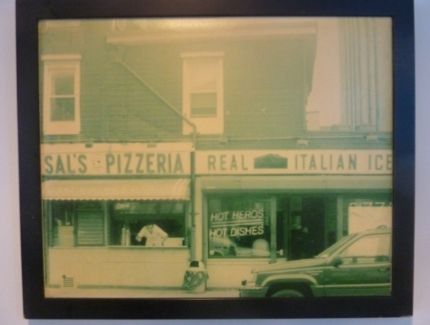 SAL'S PIZZERIA
REAL ITALIAN ICE
HOT HEROS
HOT DISHES